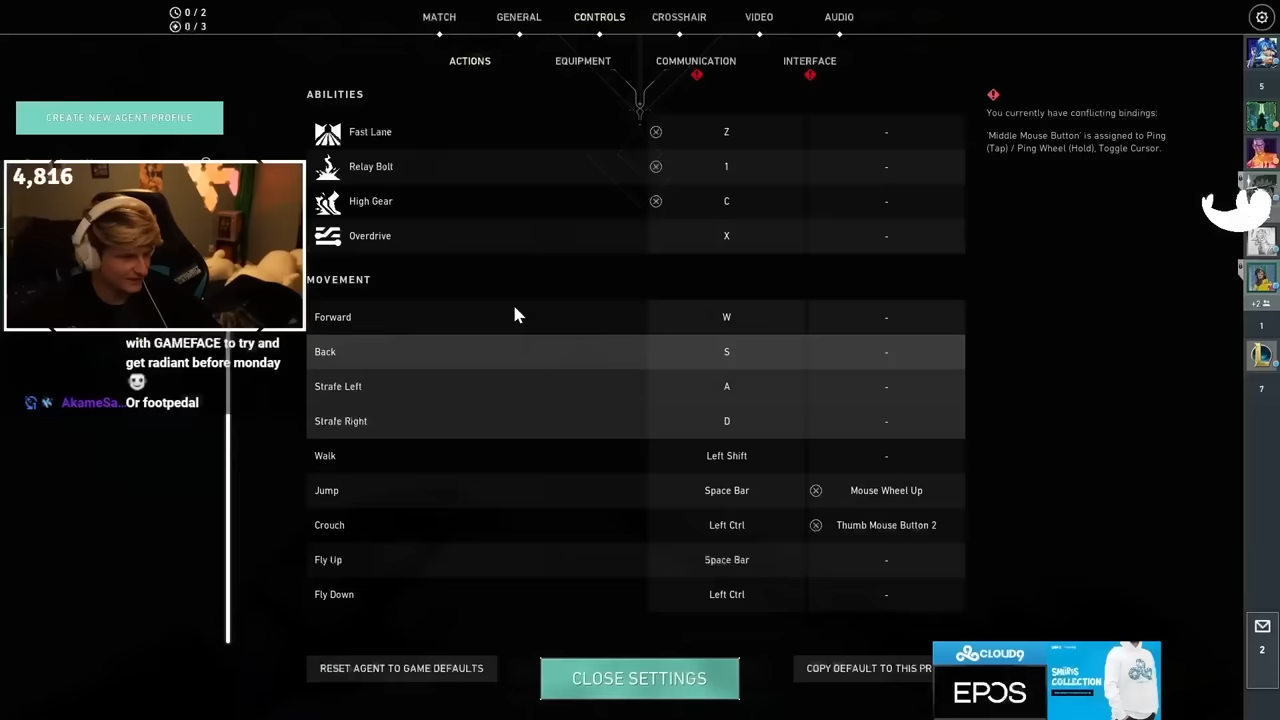 0 / 2
0 / 3
MATCH
GENERAL
CONTROLS
CROSSHAIR
VIDEO
AUDIO
ACTIONS
EQUIPMENT
COMMUNICATION
INTERFACE
CREATE NEW AGENT PROFILE
4,816
with GAMEFACE to try and
get radiant before monday
AkameSa...Or footpedal
ABILITIES
Fast Lane Z -
Relay Bolt 1 -
High Gear C -
Overdrive X -
MOVEMENT
Forward W -
Back S -
Strafe Left A -
Strafe Right D -
Walk Left Shift -
Jump Space Bar Mouse Wheel Up
Crouch Left Ctrl Thumb Mouse Button 2
Fly Up Space Bar -
Fly Down Left Ctrl -
You currently have conflicting bindings:
'Middle Mouse Button' is assigned to Ping
(Tap) / Ping Wheel (Hold), Toggle Cursor.
RESET AGENT TO GAME DEFAULTS
CLOSE SETTINGS
COPY DEFAULT TO THIS PR
CLOUD9
EPOS
COLLECTION
5
+2
1
7
2